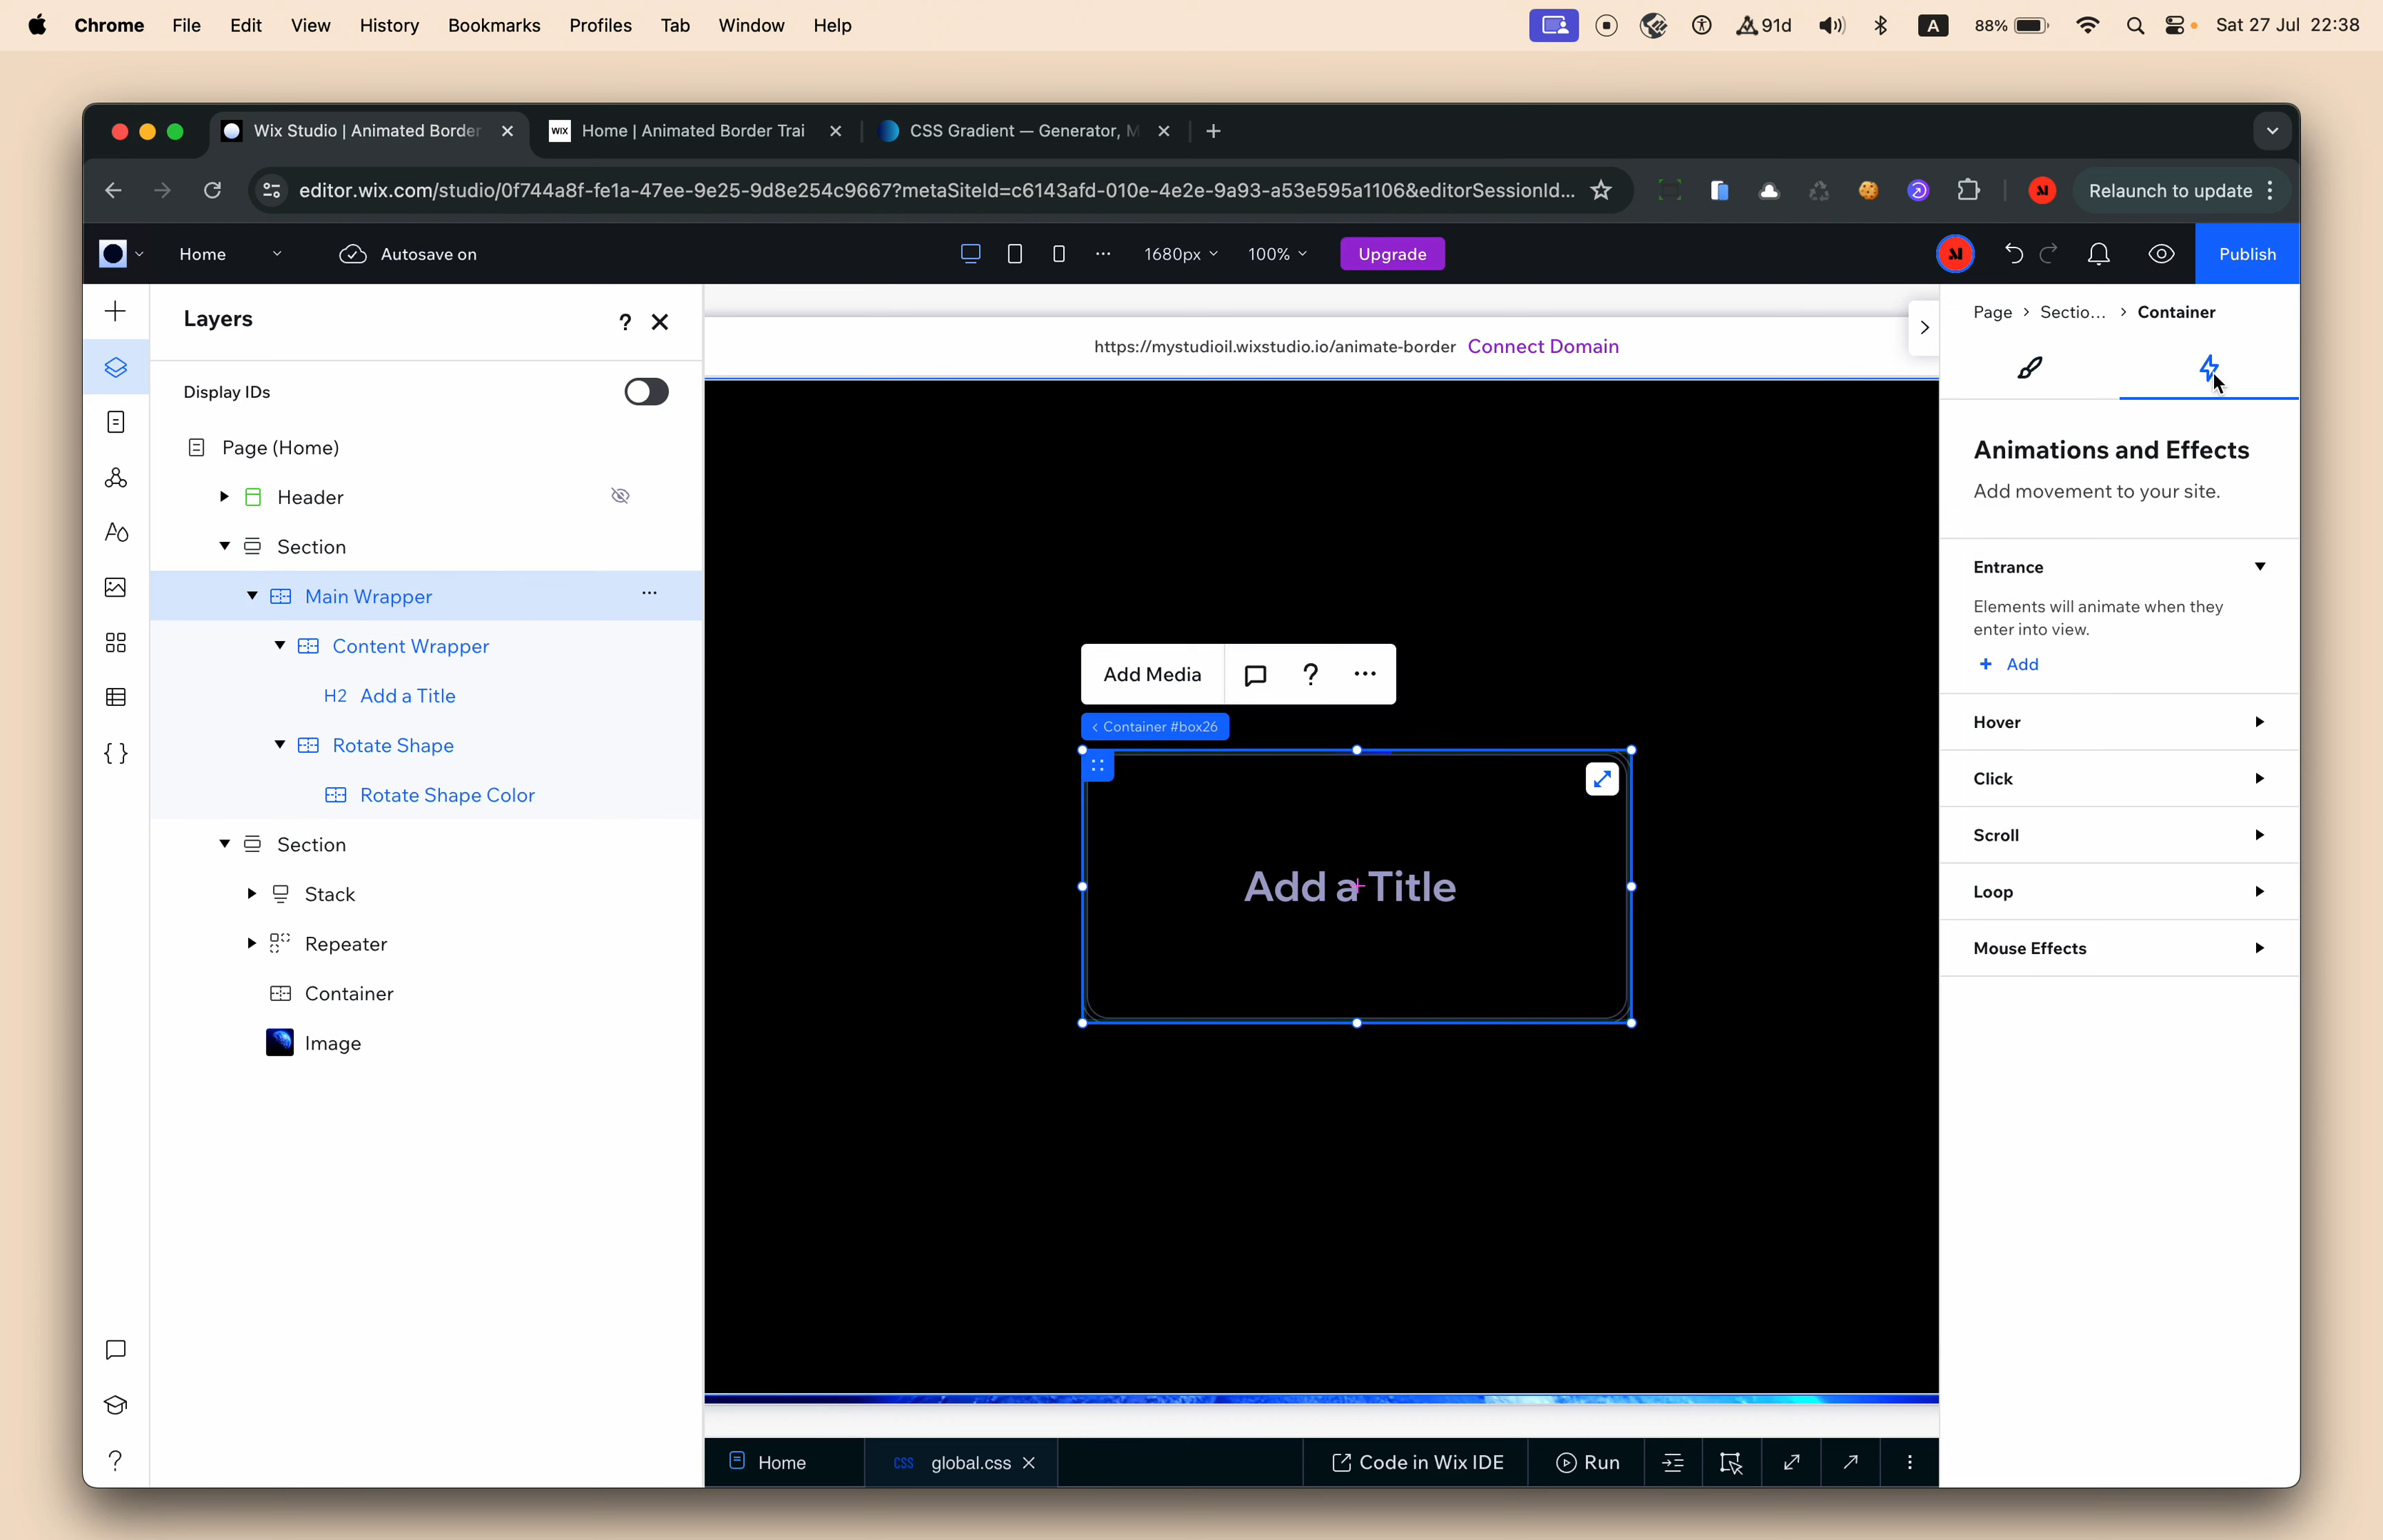 Chrome File Edit View History Bookmarks Profiles Tab Window Help 91d A 88% Sat 27 Jul 22:38
Wix Studio | Animated Border WIX Home | Animated Border Trai CSS Gradient — Generator, M
editor.wix.com/studio/0f744a8f-fe1a-47ee-9e25-9d8e254c9667?metaSiteId=c6143afd-010e-4e2e-9a93-a53e595a1106&editorSessionId... Relaunch to update
Home Autosave on 1680px 100% Upgrade Publish
Layers ?
Display IDs
Page (Home)
Header
Section
Main Wrapper
Content Wrapper
H2 Add a Title
Rotate Shape
Rotate Shape Color
Section
Stack
Repeater
Container
Image
?
https://mystudioil.wixstudio.io/animate-border Connect Domain
Add Media ?
< Container #box26
Add a Title
Home CSS global.css Code in Wix IDE Run
Page > Sectio... > Container
Animations and Effects
Add movement to your site.
Entrance
Elements will animate when they
enter into view.
+ Add
Hover
Click
Scroll
Loop
Mouse Effects